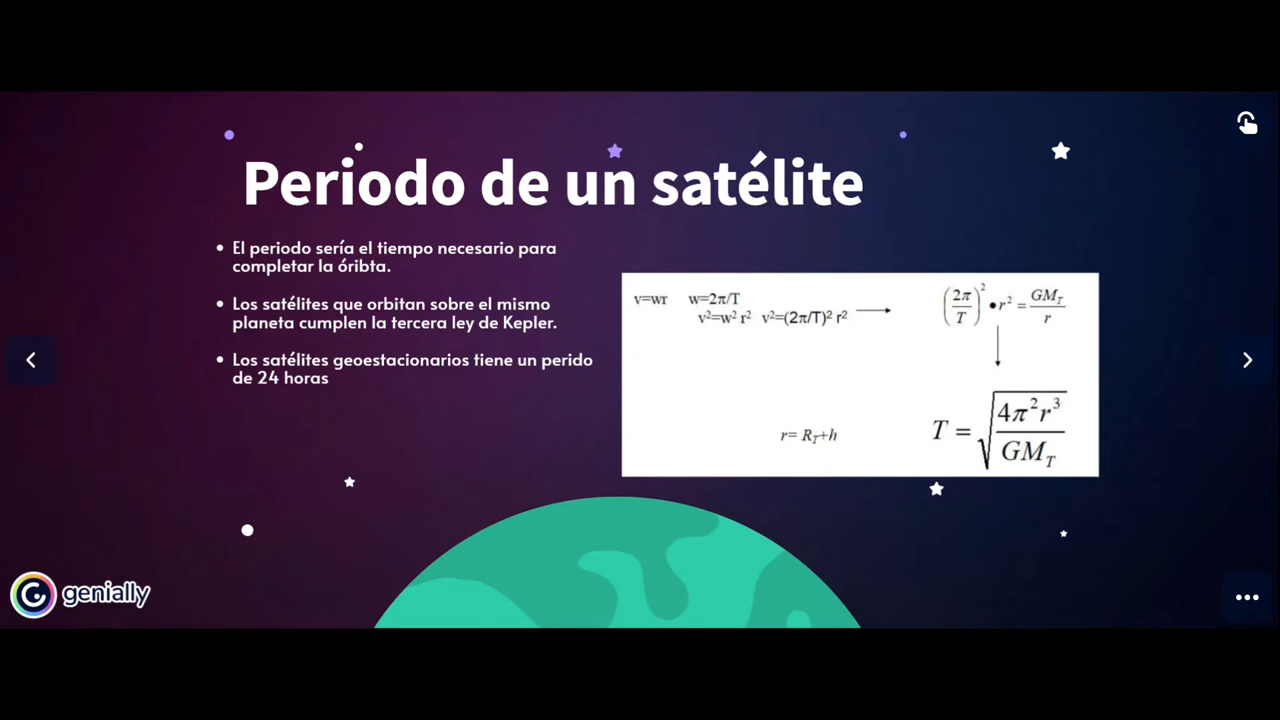 Periodo de un satélite
El periodo sería el tiempo necesario para
completar la óribta.
Los satélites que orbitan sobre el mismo
planeta cumplen la tercera ley de Kepler.
Los satélites geoestacionarios tiene un perido
de 24 horas
v=wr w=2π/T
v²=w² r² v²=(2π/T)² r²
(2π/T)² • r² = GM_T/r
r= R_T+h
T = √(4π²r³/GM_T)
genially